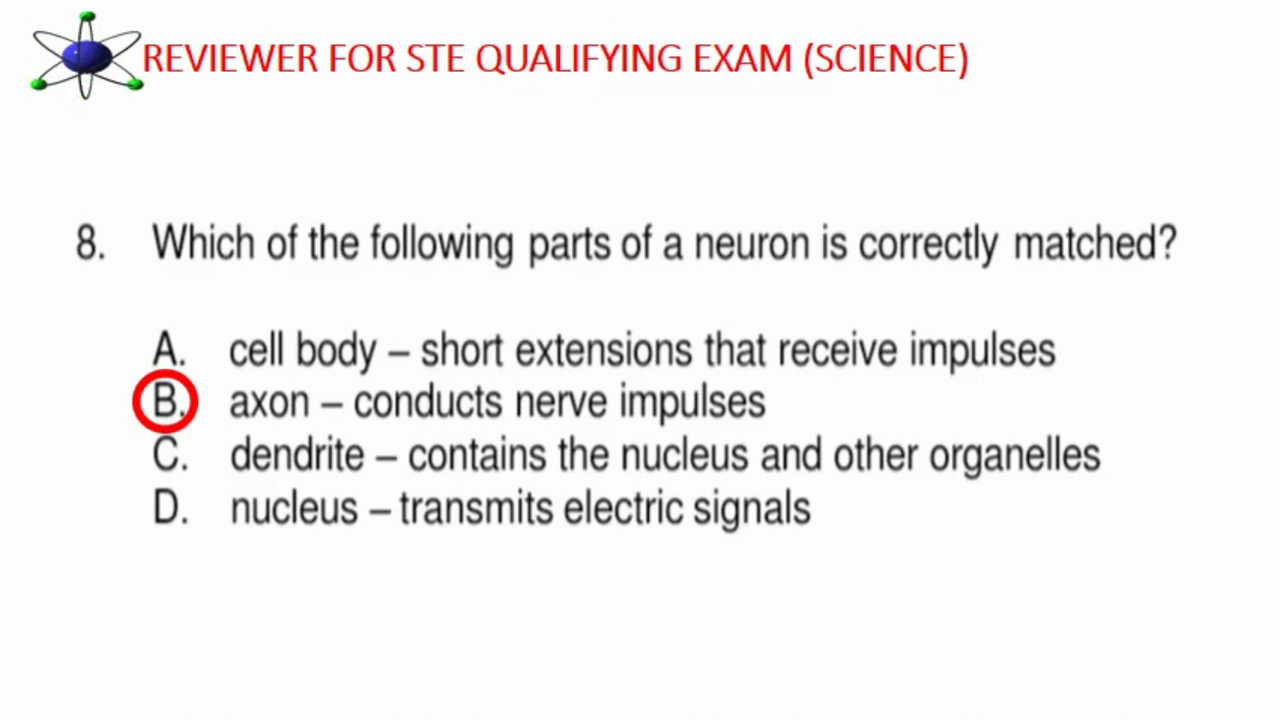 REVIEWER FOR STE QUALIFYING EXAM (SCIENCE)
8. Which of the following parts of a neuron is correctly matched?
A. cell body – short extensions that receive impulses
B. axon – conducts nerve impulses
C. dendrite – contains the nucleus and other organelles
D. nucleus – transmits electric signals